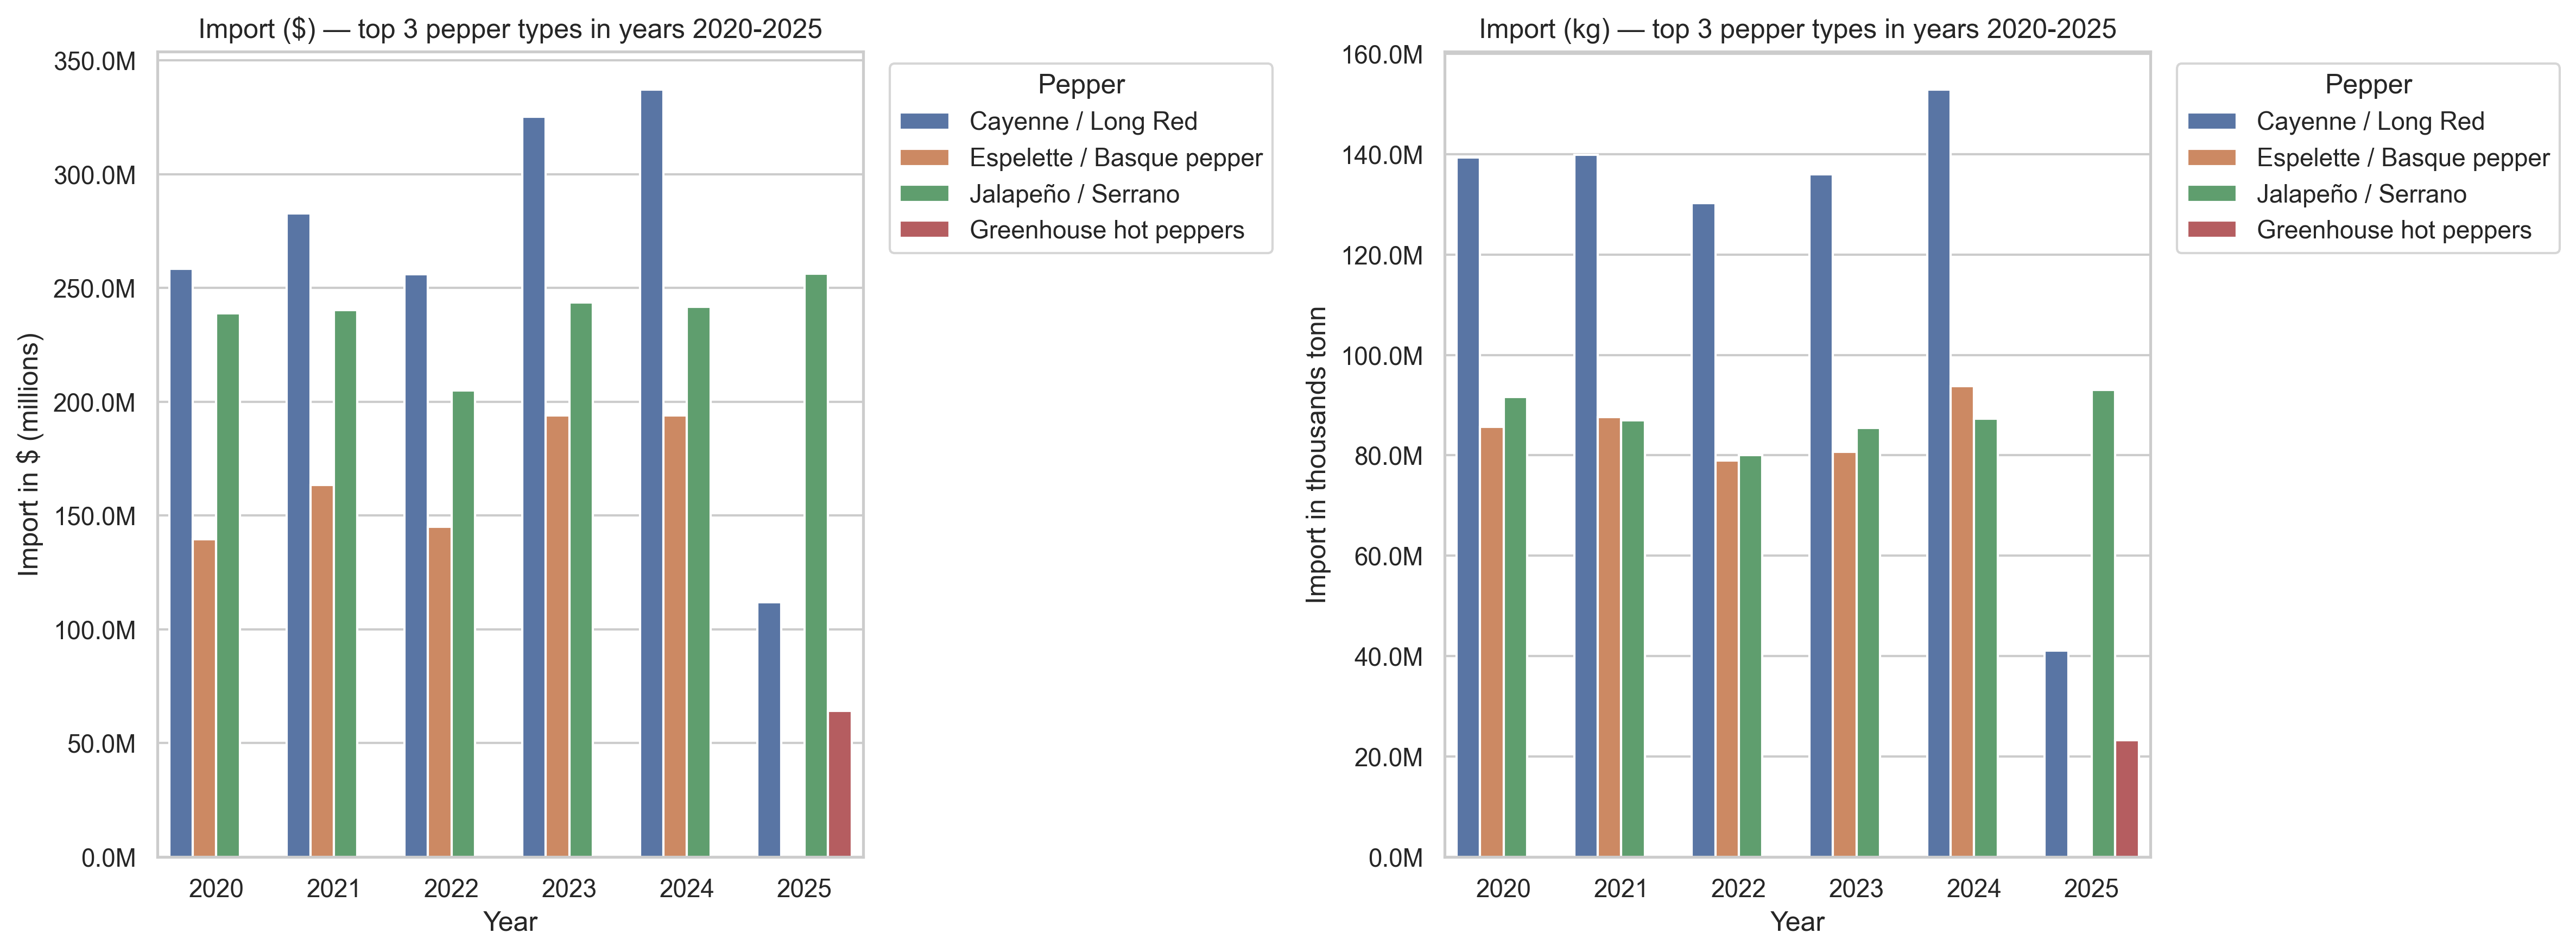 Import ($) — top 3 pepper types in years 2020-2025
350.0M
300.0M
250.0M
200.0M
150.0M
100.0M
50.0M
0.0M
Import in $ (millions)
2020 2021 2022 2023 2024 2025
Year
Pepper
Cayenne / Long Red
Espelette / Basque pepper
Jalapeño / Serrano
Greenhouse hot peppers
Import (kg) — top 3 pepper types in years 2020-2025
160.0M
140.0M
120.0M
100.0M
80.0M
60.0M
40.0M
20.0M
0.0M
Import in thousands tonn
2020 2021 2022 2023 2024 2025
Year
Pepper
Cayenne / Long Red
Espelette / Basque pepper
Jalapeño / Serrano
Greenhouse hot peppers